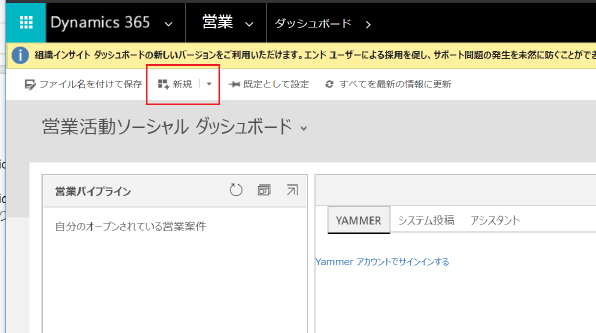 Dynamics 365 営業 ダッシュボード
組織インサイト ダッシュボードの新しいバージョンをご利用いただけます。エンド ユーザーによる採用を促し、サポート問題の発生を未然に防ぐことができ
ファイル名を付けて保存 新規 既定として設定 すべてを最新の情報に更新
営業活動ソーシャル ダッシュボード
営業パイプライン
自分のオープンされている営業案件
YAMMER システム投稿 アシスタント
Yammer アカウントでサインインする